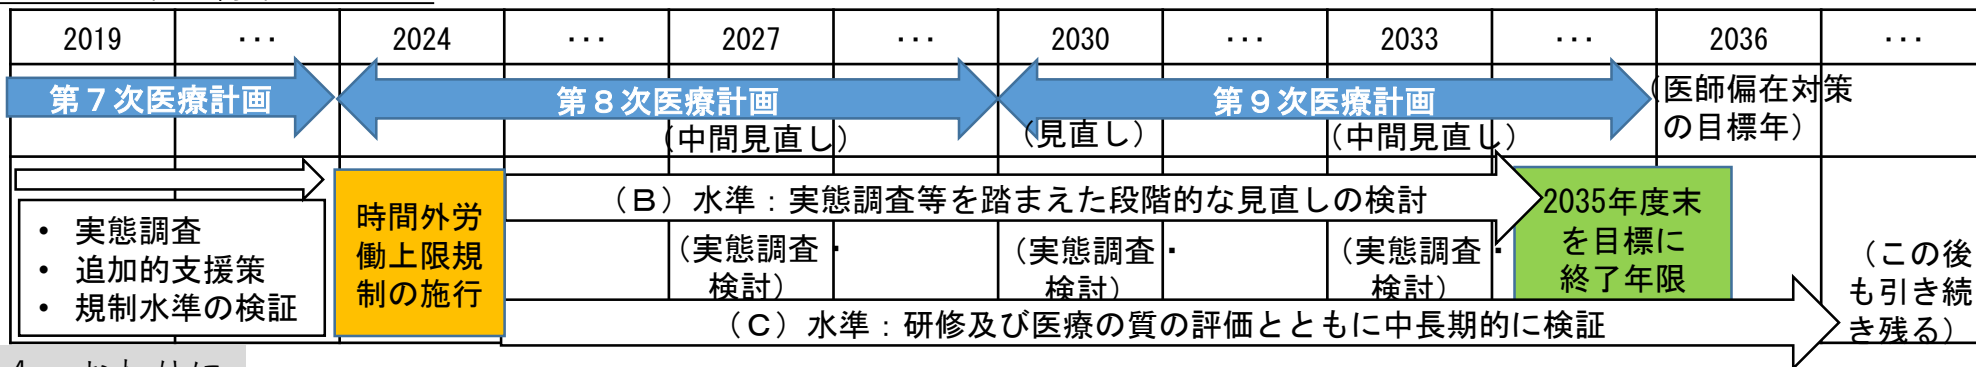 2019 ・・・ 2024 ・・・ 2027 ・・・ 2030 ・・・ 2033 ・・・ 2036 ・・・
第７次医療計画 第８次医療計画 第９次医療計画
（医師偏在対策
の目標年）
（中間見直し） （見直し） （中間見直し）
• 実態調査
• 追加的支援策
• 規制水準の検証
時間外労
働上限規
制の施行
（Ｂ）水準：実態調査等を踏まえた段階的な見直しの検討
（実態調査・
検討）
（実態調査・
検討）
（実態調査・
検討）
2035年度末
を目標に
終了年限
（Ｃ）水準：研修及び医療の質の評価とともに中長期的に検証
（この後
も引き続
き残る）